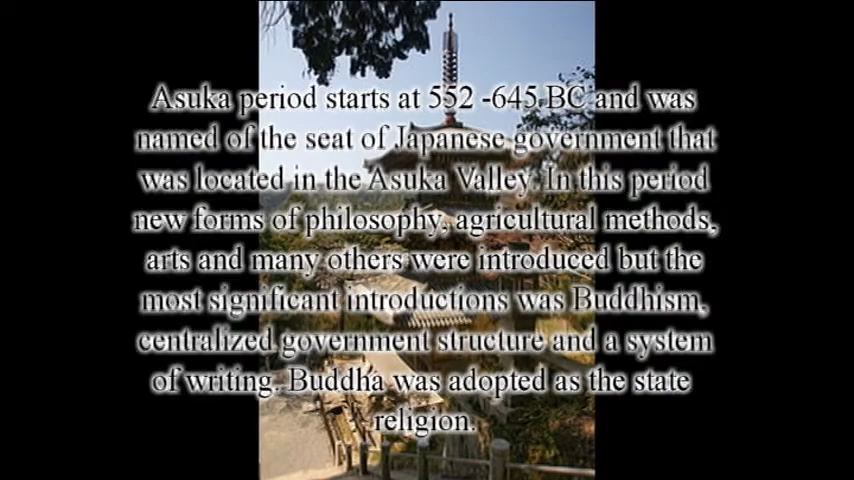 Asuka period starts at 552 -645 BC and was
named of the seat of Japanese government that
was located in the Asuka Valley. In this period
new forms of philosophy, agricultural methods,
arts and many others were introduced but the
most significant introductions was Buddhism,
centralized government structure and a system
of writing. Buddha was adopted as the state
religion.